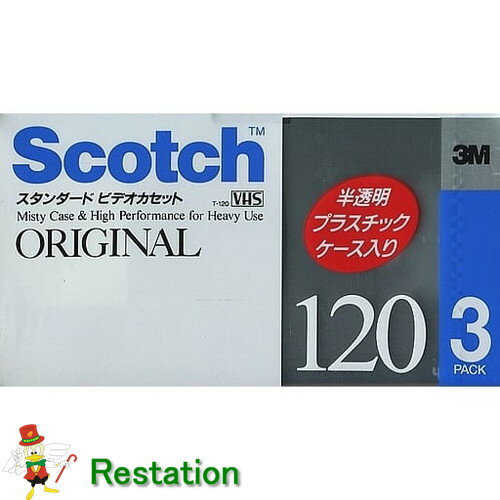 Scotch™
スタンダード ビデオカセット T-120 VHS
Misty Case & High Performance for Heavy Use
ORIGINAL
半透明
プラスチック
ケース入り
120
3M
3
PACK
Restation